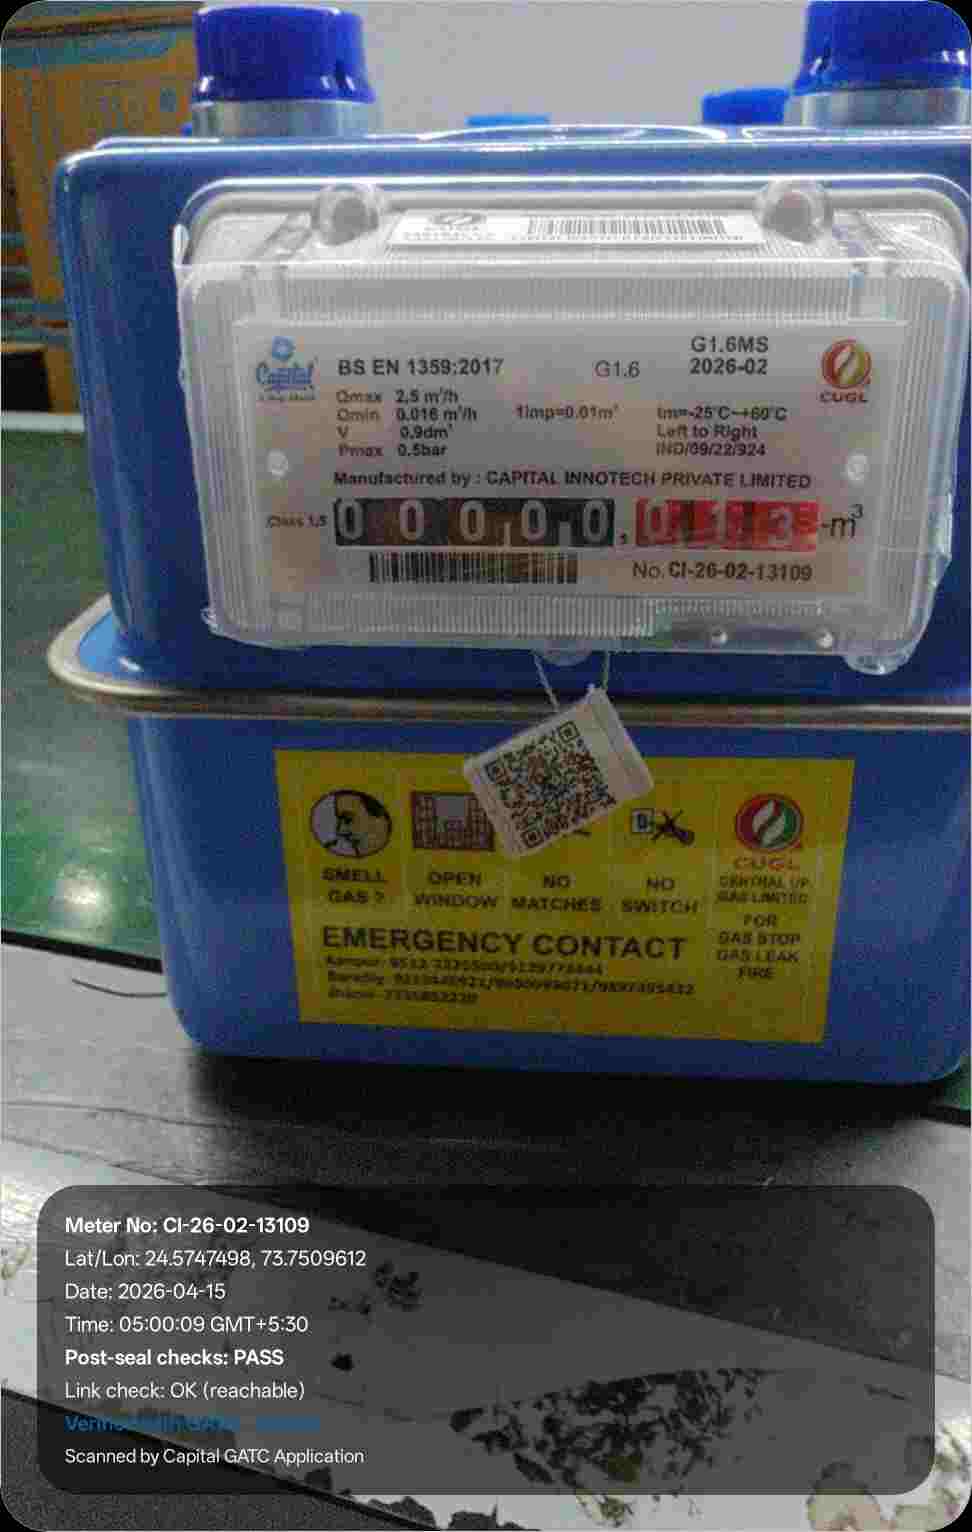 Capital
BS EN 1359:2017
G1.6
G1.6MS
2026-02
CUGL
Qmax 2,5 m³/h
Qmin 0.016 m³/h
1imp=0.01m³
tm=-25°C~+60°C
V 0.9dm³
Left to Right
Pmax 0.5bar
IND/09/22/924
Manufactured by : CAPITAL INNOTECH PRIVATE LIMITED
Class 1,5
0 0 0 0 0 , 0 1 3 -m³
No. CI-26-02-13109
SMELL GAS ?
OPEN WINDOW
NO MATCHES
NO SWITCH
CUGL
CENTRAL UP
GAS LIMITED
FOR
GAS STOP
GAS LEAK
FIRE
EMERGENCY CONTACT
Meter No: CI-26-02-13109
Lat/Lon: 24.5747498, 73.7509612
Date: 2026-04-15
Time: 05:00:09 GMT+5:30
Post-seal checks: PASS
Link check: OK (reachable)
Scanned by Capital GATC Application